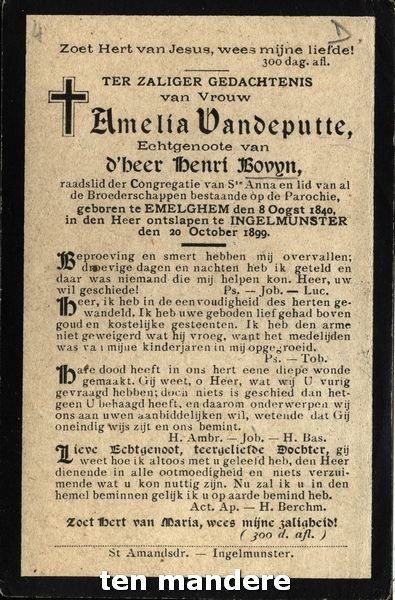 4 D.
Zoet Hert van Jesus, wees mijne liefde!
300 dag. afl.
TER ZALIGER GEDACHTENIS
van Vrouw
Amelia Vandeputte,
Echtgenoote van
d'heer Henri Bovyn,
raadslid der Congregatie van Ste Anna en lid van al
de Broederschappen bestaande op de Parochie,
geboren te EMELGHEM den 8 Oogst 1840,
in den Heer ontslapen te INGELMUNSTER
den 20 October 1899.
Beproeving en smert hebben mij overvallen;
droevige dagen en nachten heb ik geteld en
daar was niemand die mij helpen kon. Heer, uw
wil geschiede! Ps. — Job. — Luc.
Heer, ik heb in de eenvoudigheid des herten ge-
wandeld. Ik heb uwe geboden lief gehad boven
goud en kostelijke gesteenten. Ik heb den arme
niet geweigerd wat hij vroeg, want het medelijden
was van mijne kinderjaren in mij opgegroeid.
Ps. — Tob.
Hare dood heeft in ons hert eene diepe wonde
gemaakt. Gij weet, o Heer, wat wij U vurig
gevraagd hebben; doch niets is geschied dan het-
geen U behaagd heeft, en daarom onderwerpen wij
ons aan uwen aanbiddelijken wil, wetende dat Gij
oneindig wijs zijt en ons bemint.
H. Ambr. — Job. — H. Bas.
Lieve Echtgenoot, teergeliefde Dochter, gij
weet hoe ik altoos met u geleefd heb, den Heer
dienende in alle ootmoedigheid en niets verzui-
mende wat u kon nuttig zijn. Nu zal ik u in den
hemel beminnen gelijk ik u op aarde bemind heb.
Act. Ap. — H. Berchm.
Zoet Hert van Maria, wees mijne zaligheid!
( 300 d. afl. )
St Amandsdr. — Ingelmunster.
ten mandere